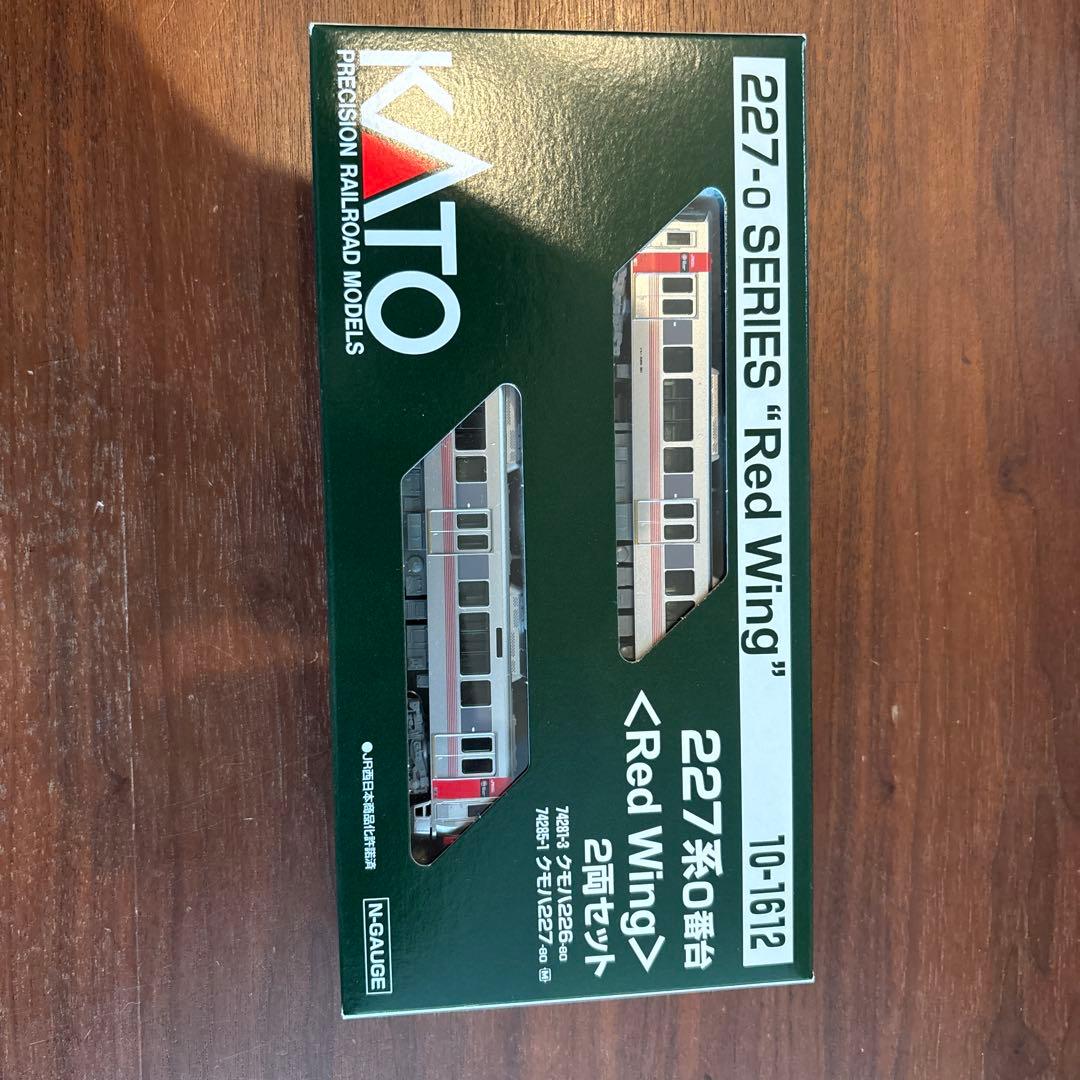 227-0 SERIES “Red Wing” 10-1612
227系0番台
<Red Wing>
2両セット
74281-3 クモハ226-80
74285-1 クモハ227-80 M
KATO
PRECISION RAILROAD MODELS
●JR西日本商品化許諾済
N-GAUGE